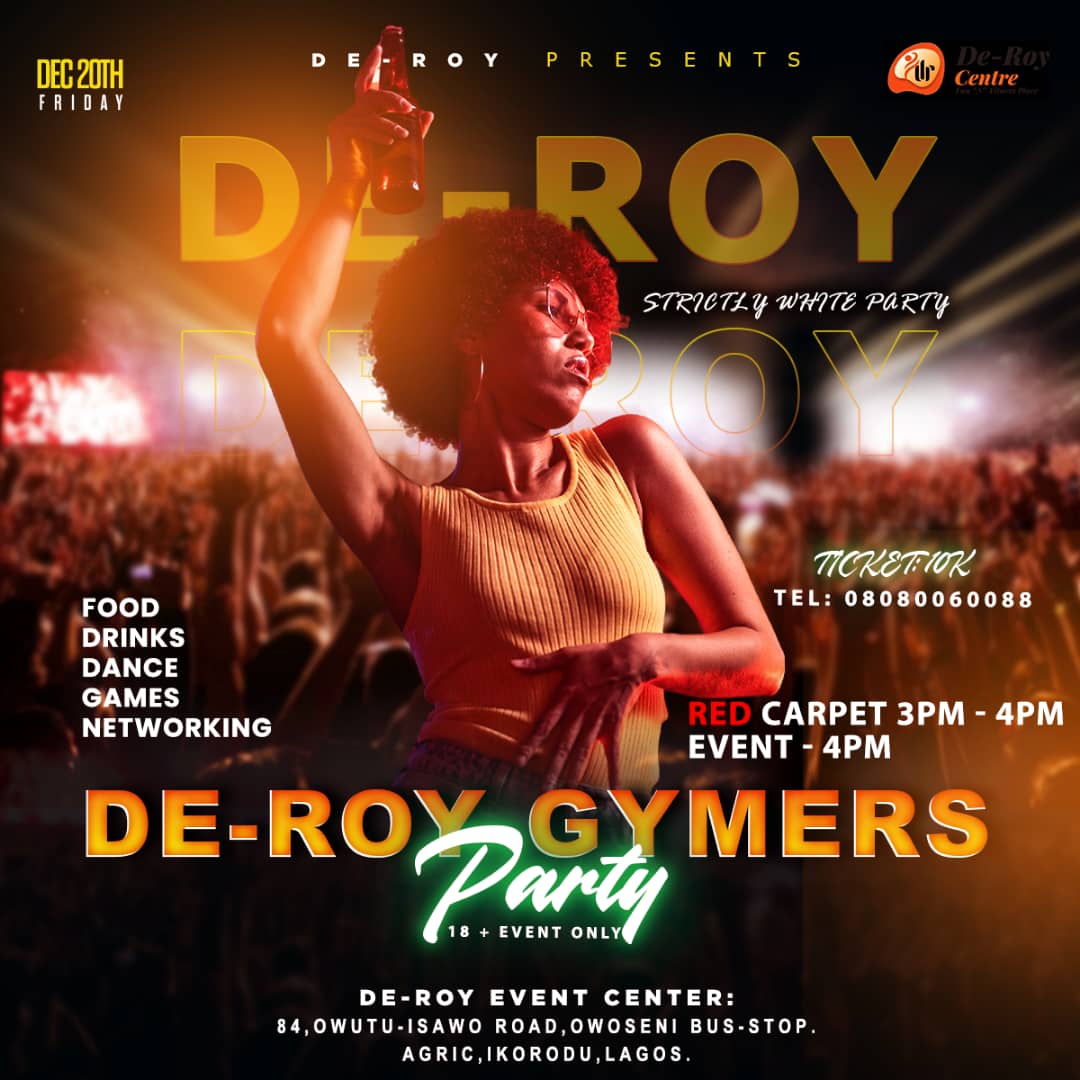 DEC 20TH
FRIDAY
DE-ROY PRESENTS
De-Roy
Centre
DE-ROY
STRICTLY WHITE PARTY
DE-ROY
TICKET: 10K
TEL: 08080060088
FOOD
DRINKS
DANCE
GAMES
NETWORKING
RED CARPET 3PM - 4PM
EVENT - 4PM
DE-ROY GYMERS
Party
18 + EVENT ONLY
DE-ROY EVENT CENTER:
84,OWUTU-ISAWO ROAD,OWOSENI BUS-STOP.
AGRIC,IKORODU,LAGOS.